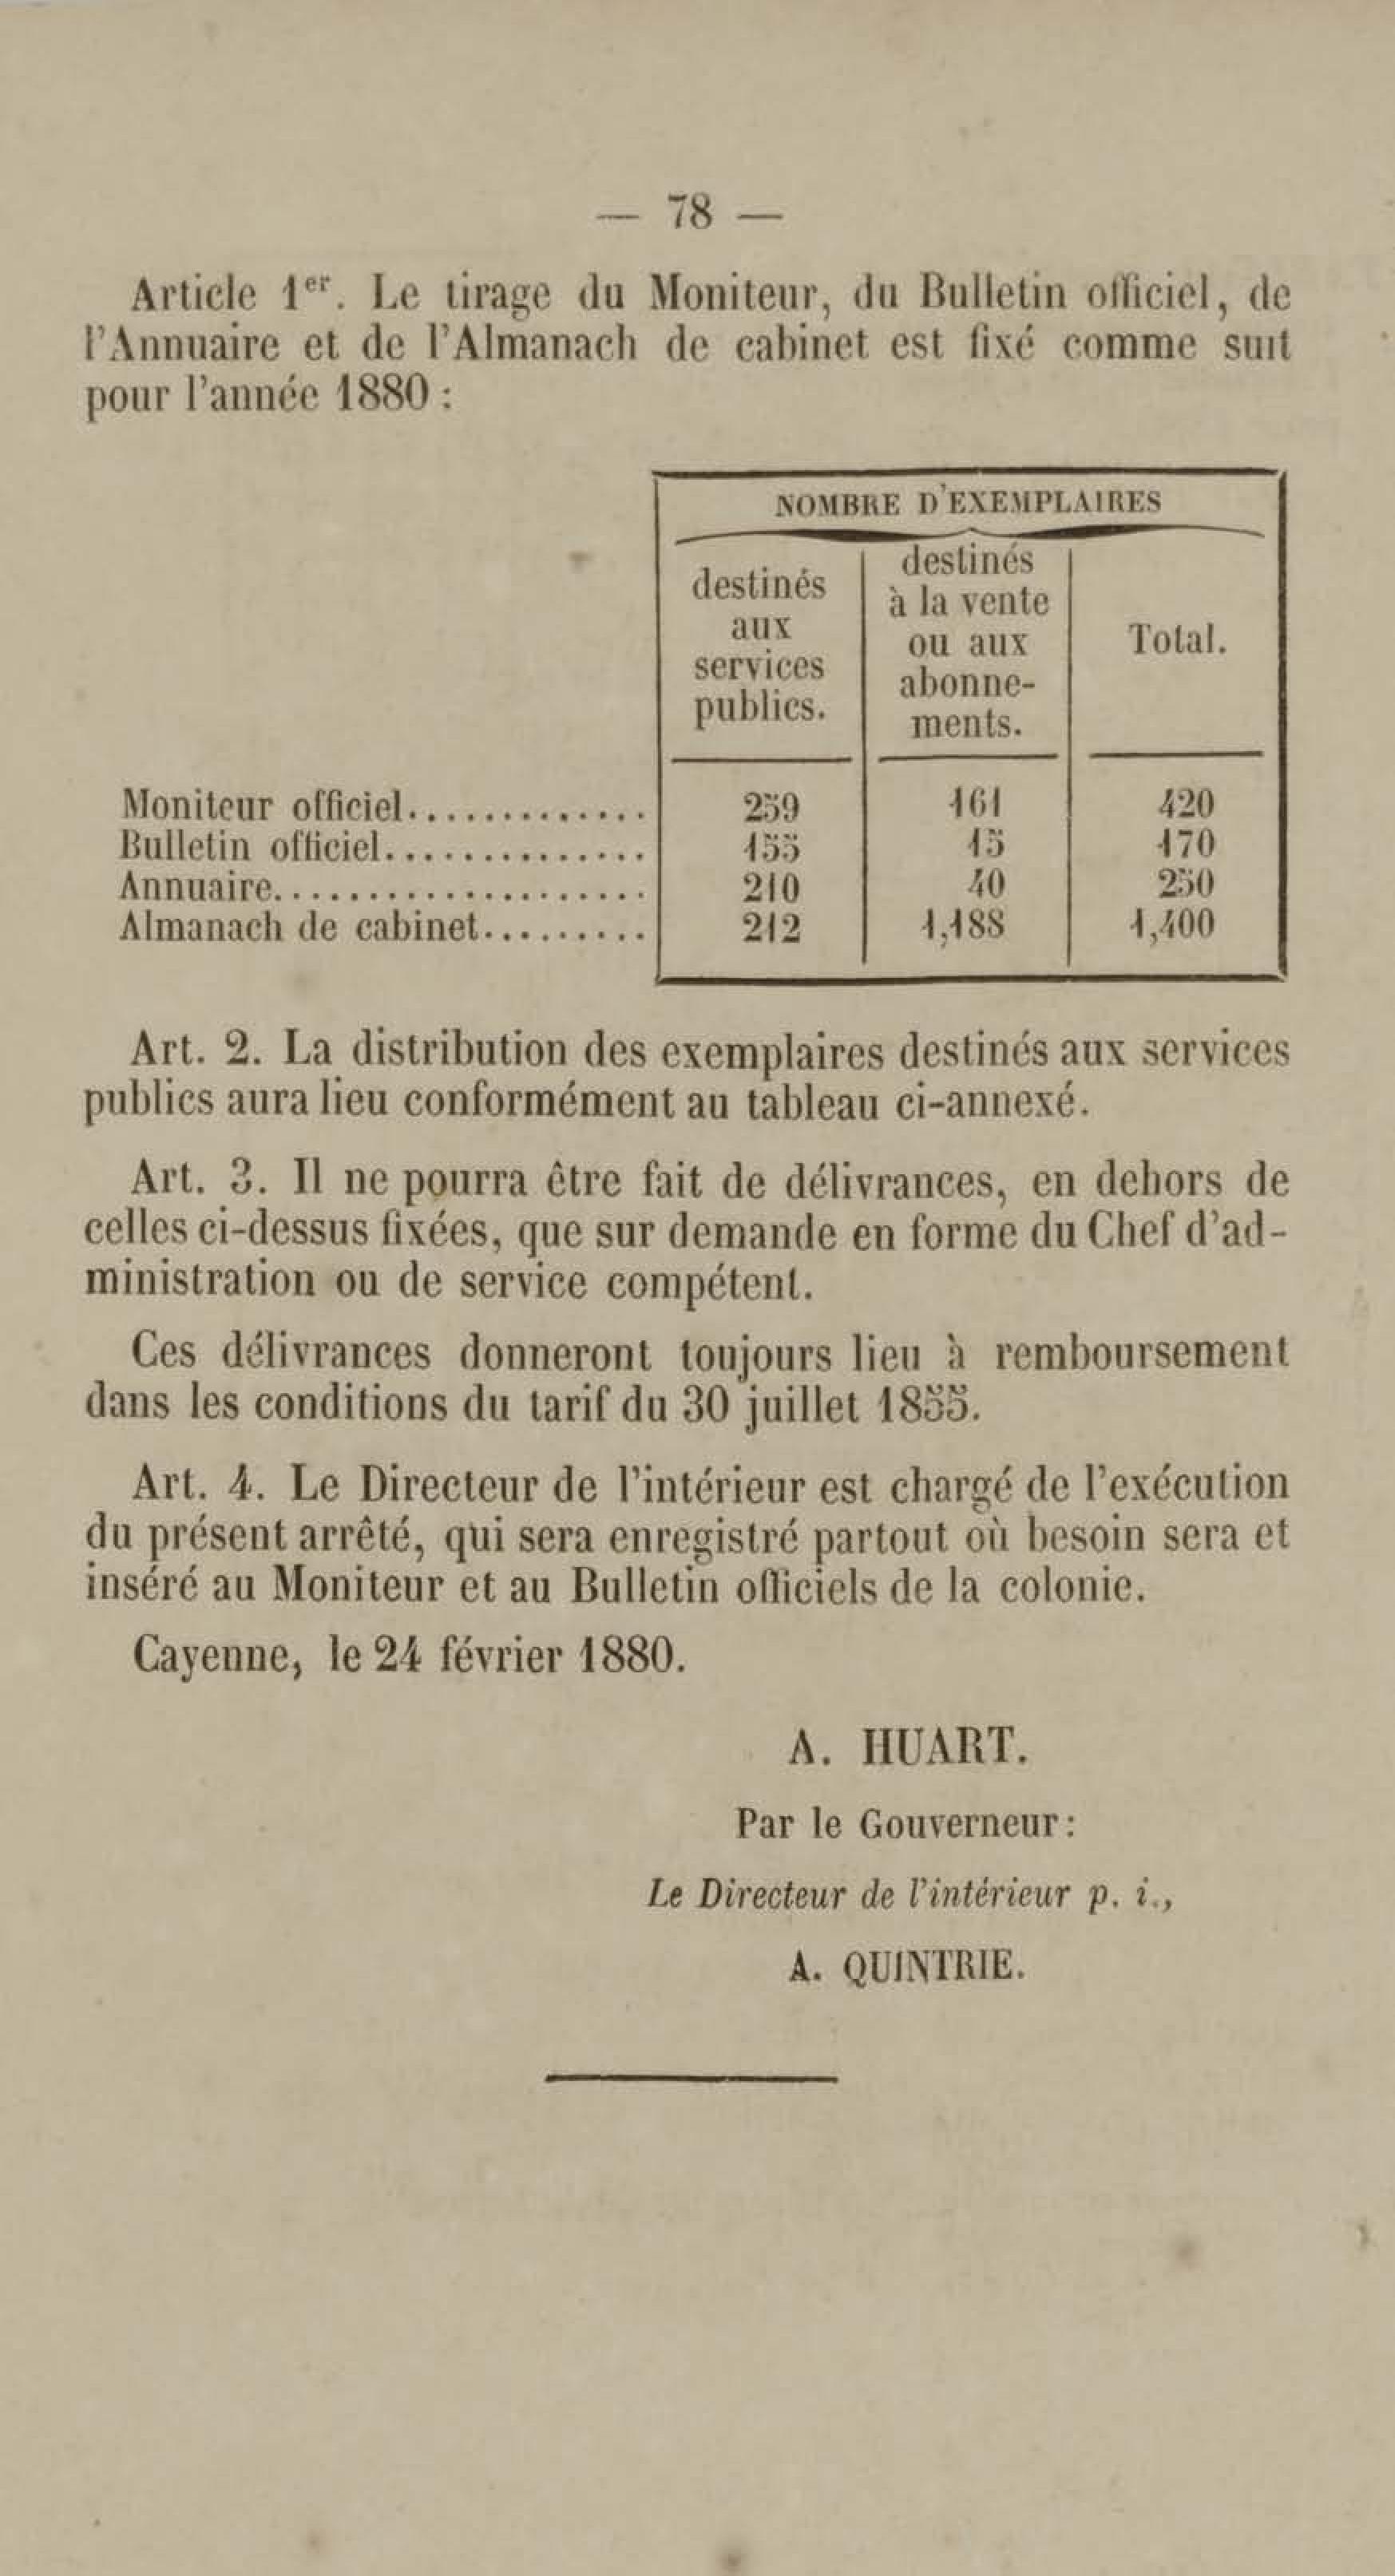 — 78 —
Article 1er. Le tirage du Moniteur, du Bulletin officiel, de
l'Annuaire et de l'Almanach de cabinet est fixé comme suit
pour l'année 1880 :
NOMBRE D'EXEMPLAIRES
destinés
aux
services
publics.
destinés
à la vente
ou aux
abonne-
ments.
Total.
Moniteur officiel............. 259 161 420
Bulletin officiel.............. 155 15 170
Annuaire.................... 210 40 250
Almanach de cabinet......... 212 1,188 1,400
Art. 2. La distribution des exemplaires destinés aux services
publics aura lieu conformément au tableau ci-annexé.
Art. 3. Il ne pourra être fait de délivrances, en dehors de
celles ci-dessus fixées, que sur demande en forme du Chef d'ad-
ministration ou de service compétent.
Ces délivrances donneront toujours lieu à remboursement
dans les conditions du tarif du 30 juillet 1855.
Art. 4. Le Directeur de l'intérieur est chargé de l'exécution
du présent arrêté, qui sera enregistré partout où besoin sera et
inséré au Moniteur et au Bulletin officiels de la colonie.
Cayenne, le 24 février 1880.
A. HUART.
Par le Gouverneur :
Le Directeur de l'intérieur p. i.,
A. QUINTRIE.